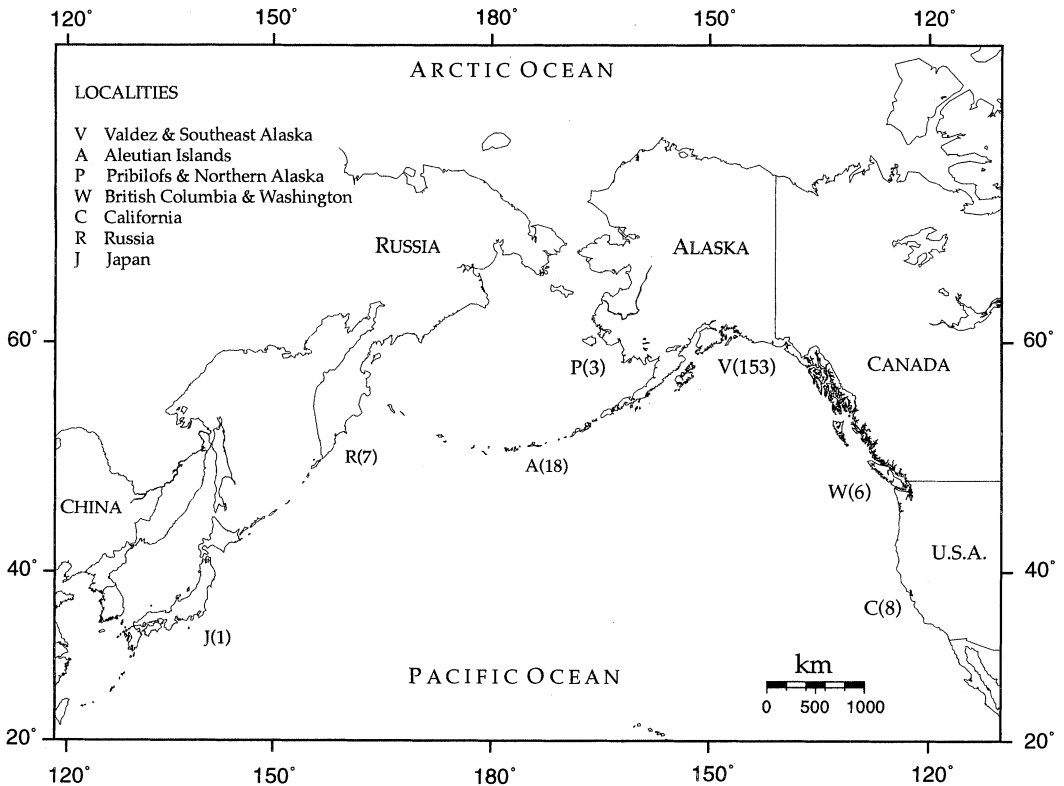 120° 150° 180° 150° 120°
ARCTIC OCEAN
LOCALITIES
V Valdez & Southeast Alaska
A Aleutian Islands
P Pribilofs & Northern Alaska
W British Columbia & Washington
C California
R Russia
J Japan
RUSSIA ALASKA
60° 60°
P(3) V(153) CANADA
R(7) A(18)
CHINA W(6)
U.S.A.
40° 40°
C(8)
J(1)
PACIFIC OCEAN km
0 500 1000
20° 20°
120° 150° 180° 150° 120°